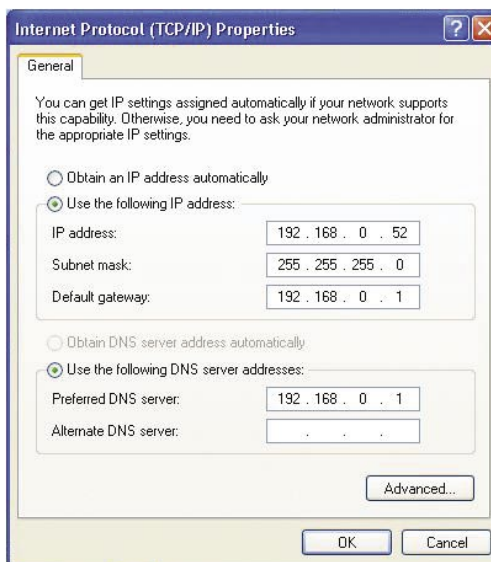 Internet Protocol (TCP/IP) Properties
General
You can get IP settings assigned automatically if your network supports
this capability. Otherwise, you need to ask your network administrator for
the appropriate IP settings.
Obtain an IP address automatically
Use the following IP address:
IP address: 192 . 168 . 0 . 52
Subnet mask: 255 . 255 . 255 . 0
Default gateway: 192 . 168 . 0 . 1
Obtain DNS server address automatically
Use the following DNS server addresses:
Preferred DNS server: 192 . 168 . 0 . 1
Alternate DNS server: . . .
Advanced...
OK Cancel